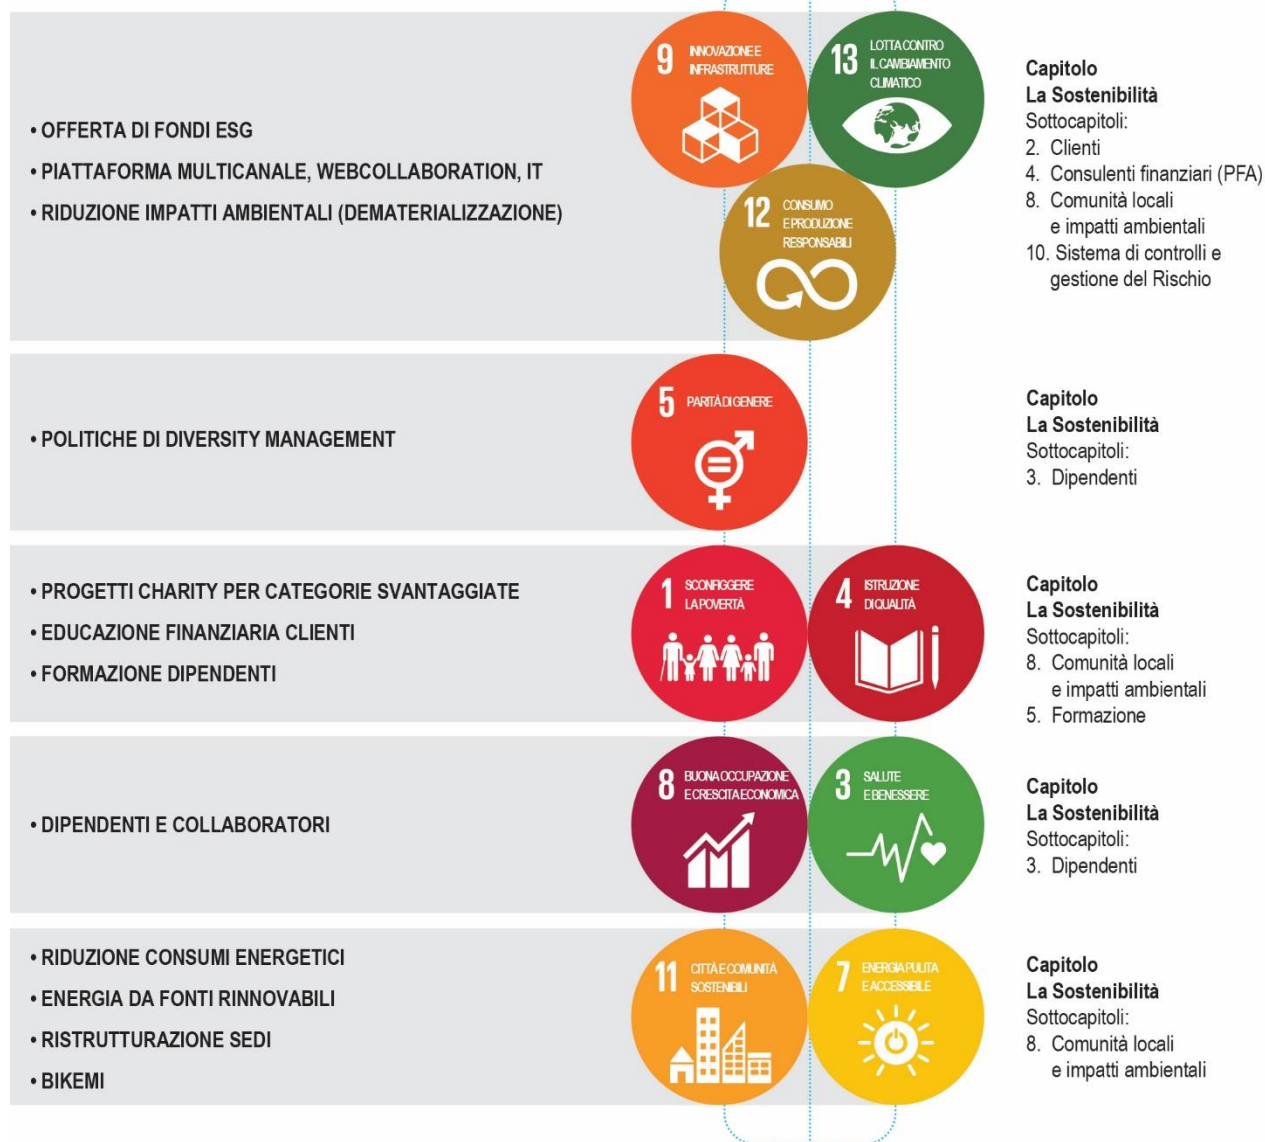 • OFFERTA DI FONDI ESG
• PIATTAFORMA MULTICANALE, WEBCOLLABORATION, IT
• RIDUZIONE IMPATTI AMBIENTALI (DEMATERIALIZZAZIONE)
9 INNOVAZIONE E
INFRASTRUTTURE
13 LOTTA CONTRO
IL CAMBIAMENTO
CLIMATICO
12 CONSUMO
E PRODUZIONE
RESPONSABILI
Capitolo
La Sostenibilità
Sottocapitoli:
2. Clienti
4. Consulenti finanziari (PFA)
8. Comunità locali
e impatti ambientali
10. Sistema di controlli e
gestione del Rischio
• POLITICHE DI DIVERSITY MANAGEMENT
5 PARITÀ DI GENERE
Capitolo
La Sostenibilità
Sottocapitoli:
3. Dipendenti
• PROGETTI CHARITY PER CATEGORIE SVANTAGGIATE
• EDUCAZIONE FINANZIARIA CLIENTI
• FORMAZIONE DIPENDENTI
1 SCONFIGGERE
LA POVERTÀ
4 ISTRUZIONE
DI QUALITÀ
Capitolo
La Sostenibilità
Sottocapitoli:
8. Comunità locali
e impatti ambientali
5. Formazione
• DIPENDENTI E COLLABORATORI
8 BUONA OCCUPAZIONE
E CRESCITA ECONOMICA
3 SALUTE
E BENESSERE
Capitolo
La Sostenibilità
Sottocapitoli:
3. Dipendenti
• RIDUZIONE CONSUMI ENERGETICI
• ENERGIA DA FONTI RINNOVABILI
• RISTRUTTURAZIONE SEDI
• BIKEMI
11 CITTÀ E COMUNITÀ
SOSTENIBILI
7 ENERGIA PULITA
E ACCESSIBILE
Capitolo
La Sostenibilità
Sottocapitoli:
8. Comunità locali
e impatti ambientali